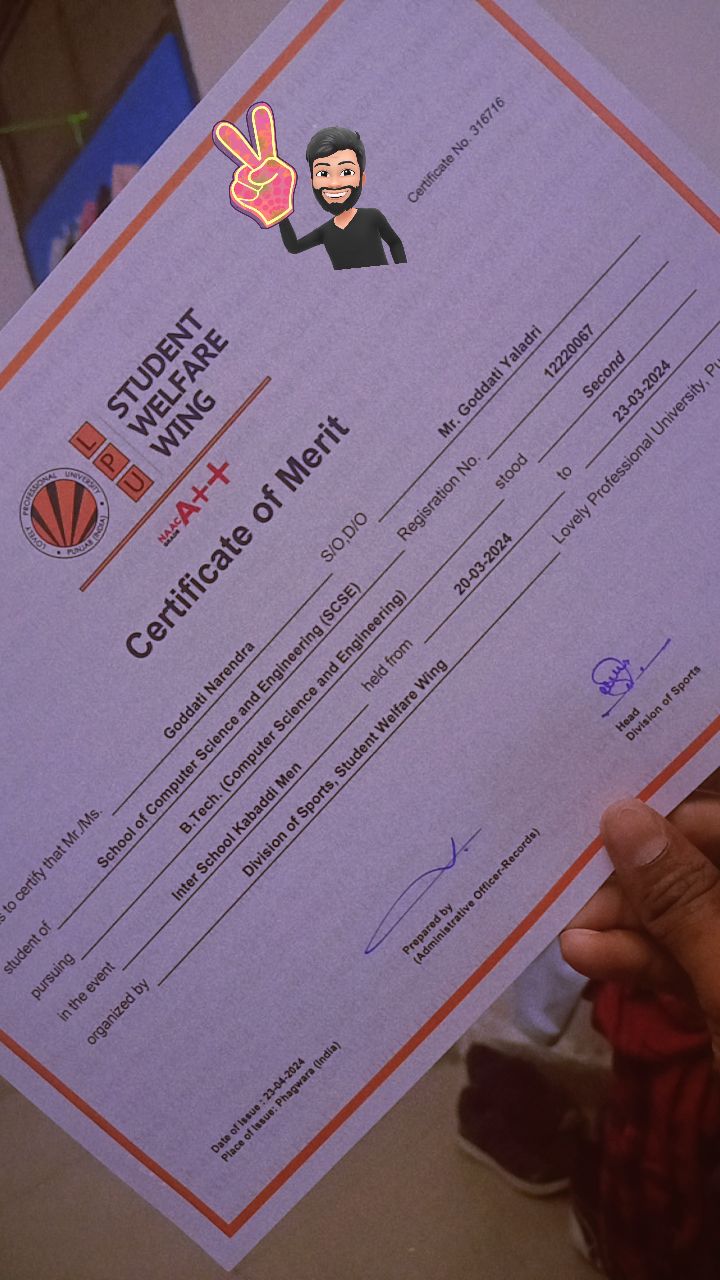 Certificate No. 316716
LOVELY PROFESSIONAL UNIVERSITY
PUNJAB (INDIA)
L P U
STUDENT
WELFARE
WING
NAAC
GRADE A++
Certificate of Merit
to certify that Mr./Ms. Goddati Narendra S/O,D/O Mr. Goddati Yaladri
student of School of Computer Science and Engineering (SCSE) Regisration No. 12220067
pursuing B.Tech. (Computer Science and Engineering) stood Second
in the event Inter School Kabaddi Men held from 20-03-2024 to 23-03-2024
organized by Division of Sports, Student Welfare Wing Lovely Professional University,
Prepared by
(Administrative Officer-Records)
Head
Division of Sports
Date of Issue : 23-04-2024
Place of Issue: Phagwara (India)